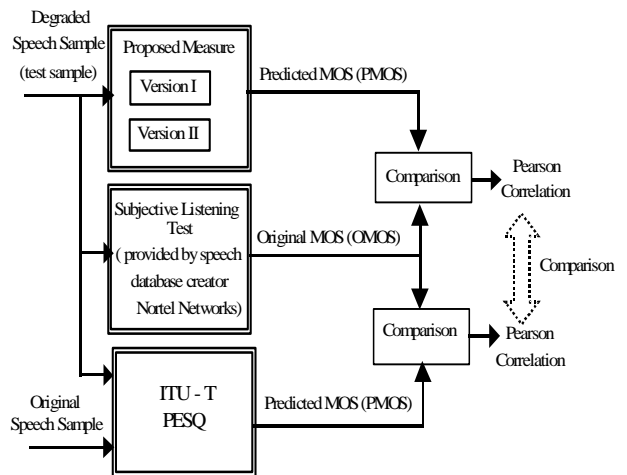 Degraded
Speech Sample
(test sample)
Proposed Measure
Version I
Version II
Predicted MOS (PMOS)
Comparison
Pearson
Correlation
Subjective Listening
Test
( provided by speech
database creator
Nortel Networks)
Original MOS (OMOS)
Comparison
Comparison
Pearson
Correlation
ITU - T
PESQ
Predicted MOS (PMOS)
Original
Speech Sample